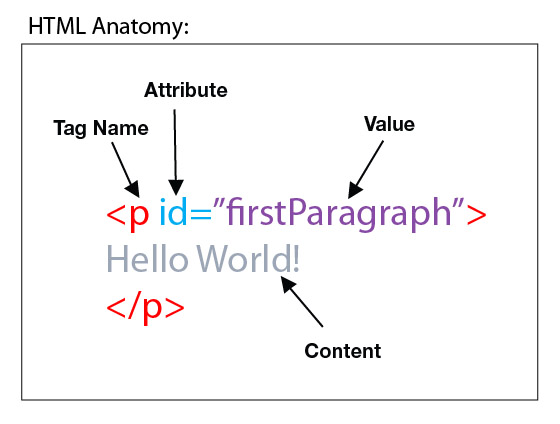 HTML Anatomy:
Attribute
Tag Name
Value
<p id=”firstParagraph”>
Hello World!
</p>
Content